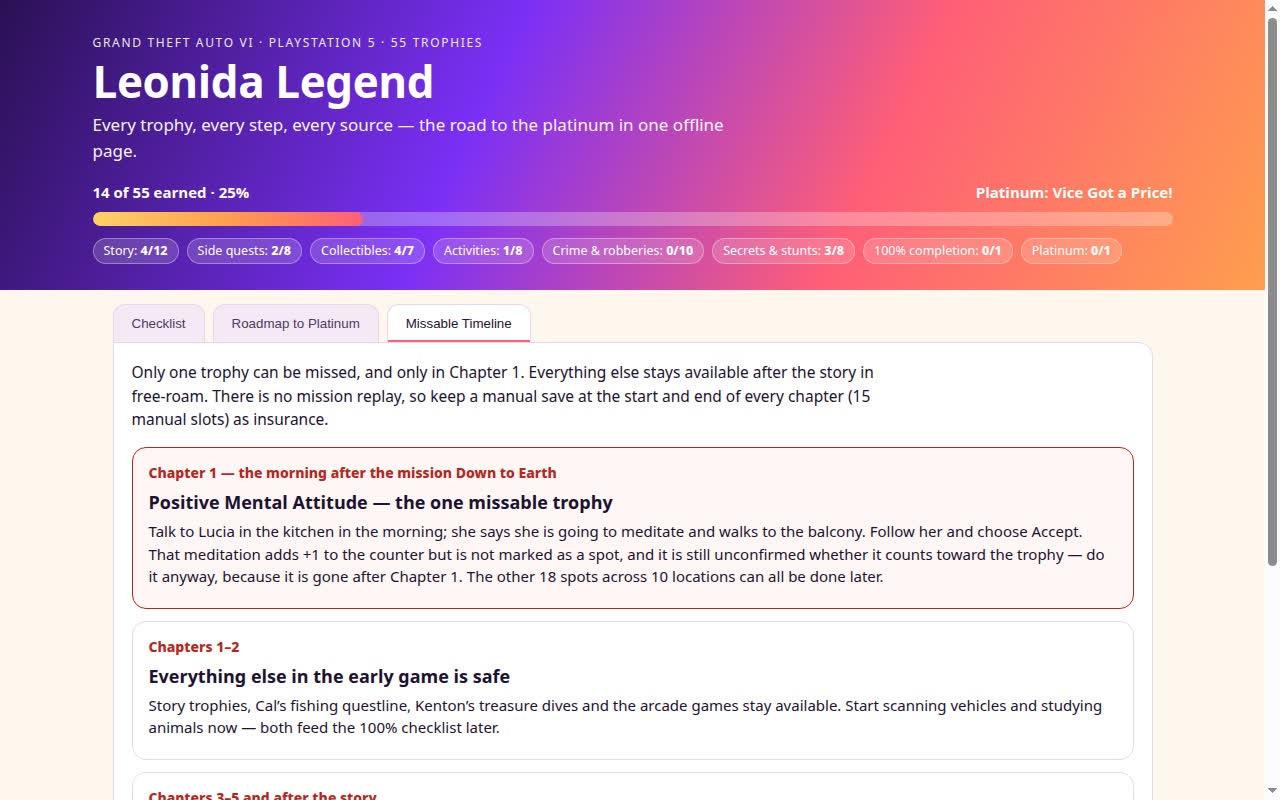 GRAND THEFT AUTO VI · PLAYSTATION 5 · 55 TROPHIES
Leonida Legend
Every trophy, every step, every source — the road to the platinum in one offline
page.
14 of 55 earned · 25%
Platinum: Vice Got a Price!
Story: 4/12
Side quests: 2/8
Collectibles: 4/7
Activities: 1/8
Crime & robberies: 0/10
Secrets & stunts: 3/8
100% completion: 0/1
Platinum: 0/1
Checklist
Roadmap to Platinum
Missable Timeline
Only one trophy can be missed, and only in Chapter 1. Everything else stays available after the story in
free-roam. There is no mission replay, so keep a manual save at the start and end of every chapter (15
manual slots) as insurance.
Chapter 1 — the morning after the mission Down to Earth
Positive Mental Attitude — the one missable trophy
Talk to Lucia in the kitchen in the morning; she says she is going to meditate and walks to the balcony. Follow her and choose Accept.
That meditation adds +1 to the counter but is not marked as a spot, and it is still unconfirmed whether it counts toward the trophy — do
it anyway, because it is gone after Chapter 1. The other 18 spots across 10 locations can all be done later.
Chapters 1–2
Everything else in the early game is safe
Story trophies, Cal’s fishing questline, Kenton’s treasure dives and the arcade games stay available. Start scanning vehicles and studying
animals now — both feed the 100% checklist later.
Chapters 3–5 and after the story